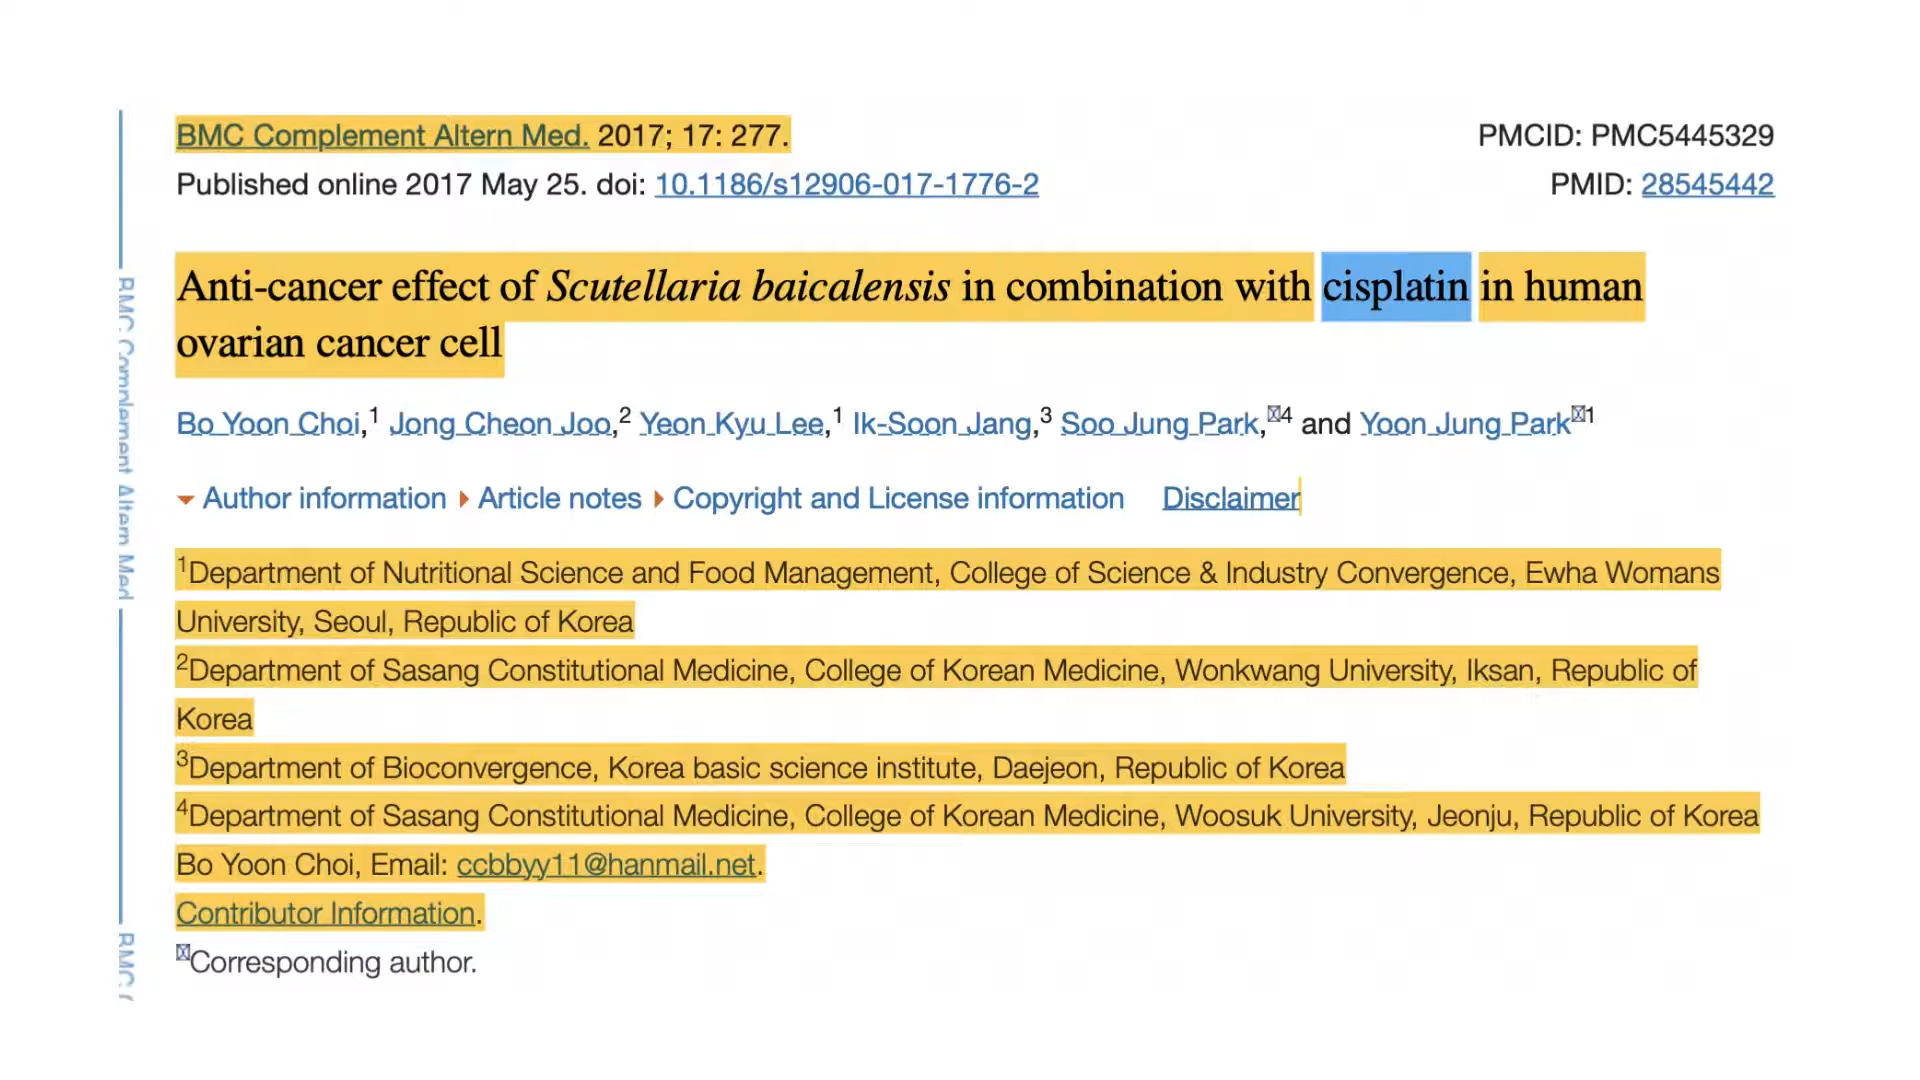 BMC Complement Altern Med. 2017; 17: 277.
PMCID: PMC5445329
Published online 2017 May 25. doi: 10.1186/s12906-017-1776-2
PMID: 28545442
Anti-cancer effect of Scutellaria baicalensis in combination with cisplatin in human
ovarian cancer cell
Bo Yoon Choi,1 Jong Cheon Joo,2 Yeon Kyu Lee,1 Ik-Soon Jang,3 Soo Jung Park,4 and Yoon Jung Park1
Author information Article notes Copyright and License information Disclaimer
1Department of Nutritional Science and Food Management, College of Science & Industry Convergence, Ewha Womans
University, Seoul, Republic of Korea
2Department of Sasang Constitutional Medicine, College of Korean Medicine, Wonkwang University, Iksan, Republic of
Korea
3Department of Bioconvergence, Korea basic science institute, Daejeon, Republic of Korea
4Department of Sasang Constitutional Medicine, College of Korean Medicine, Woosuk University, Jeonju, Republic of Korea
Bo Yoon Choi, Email: ccbbyy11@hanmail.net.
Contributor Information.
Corresponding author.
BMC Complement Altern Med
BMC